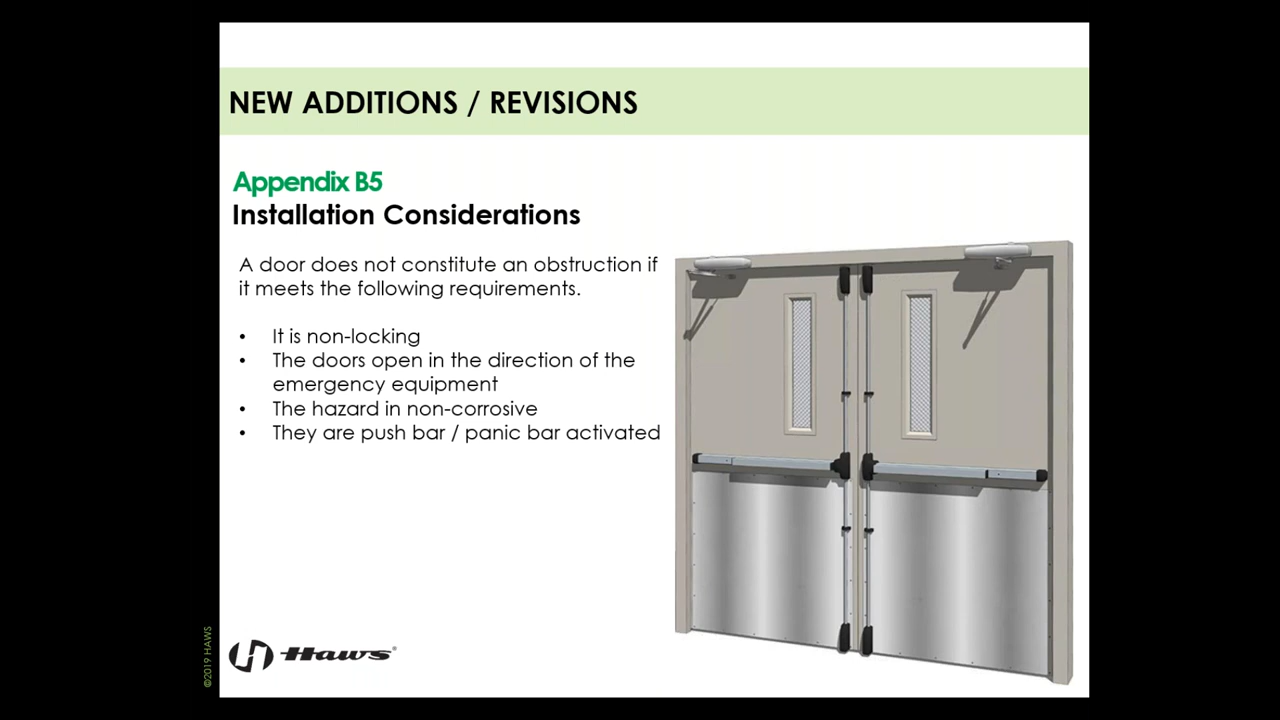 NEW ADDITIONS / REVISIONS
Appendix B5
Installation Considerations
A door does not constitute an obstruction if
it meets the following requirements.
• It is non-locking
• The doors open in the direction of the
emergency equipment
• The hazard in non-corrosive
• They are push bar / panic bar activated
Haws®
©2019 HAWS